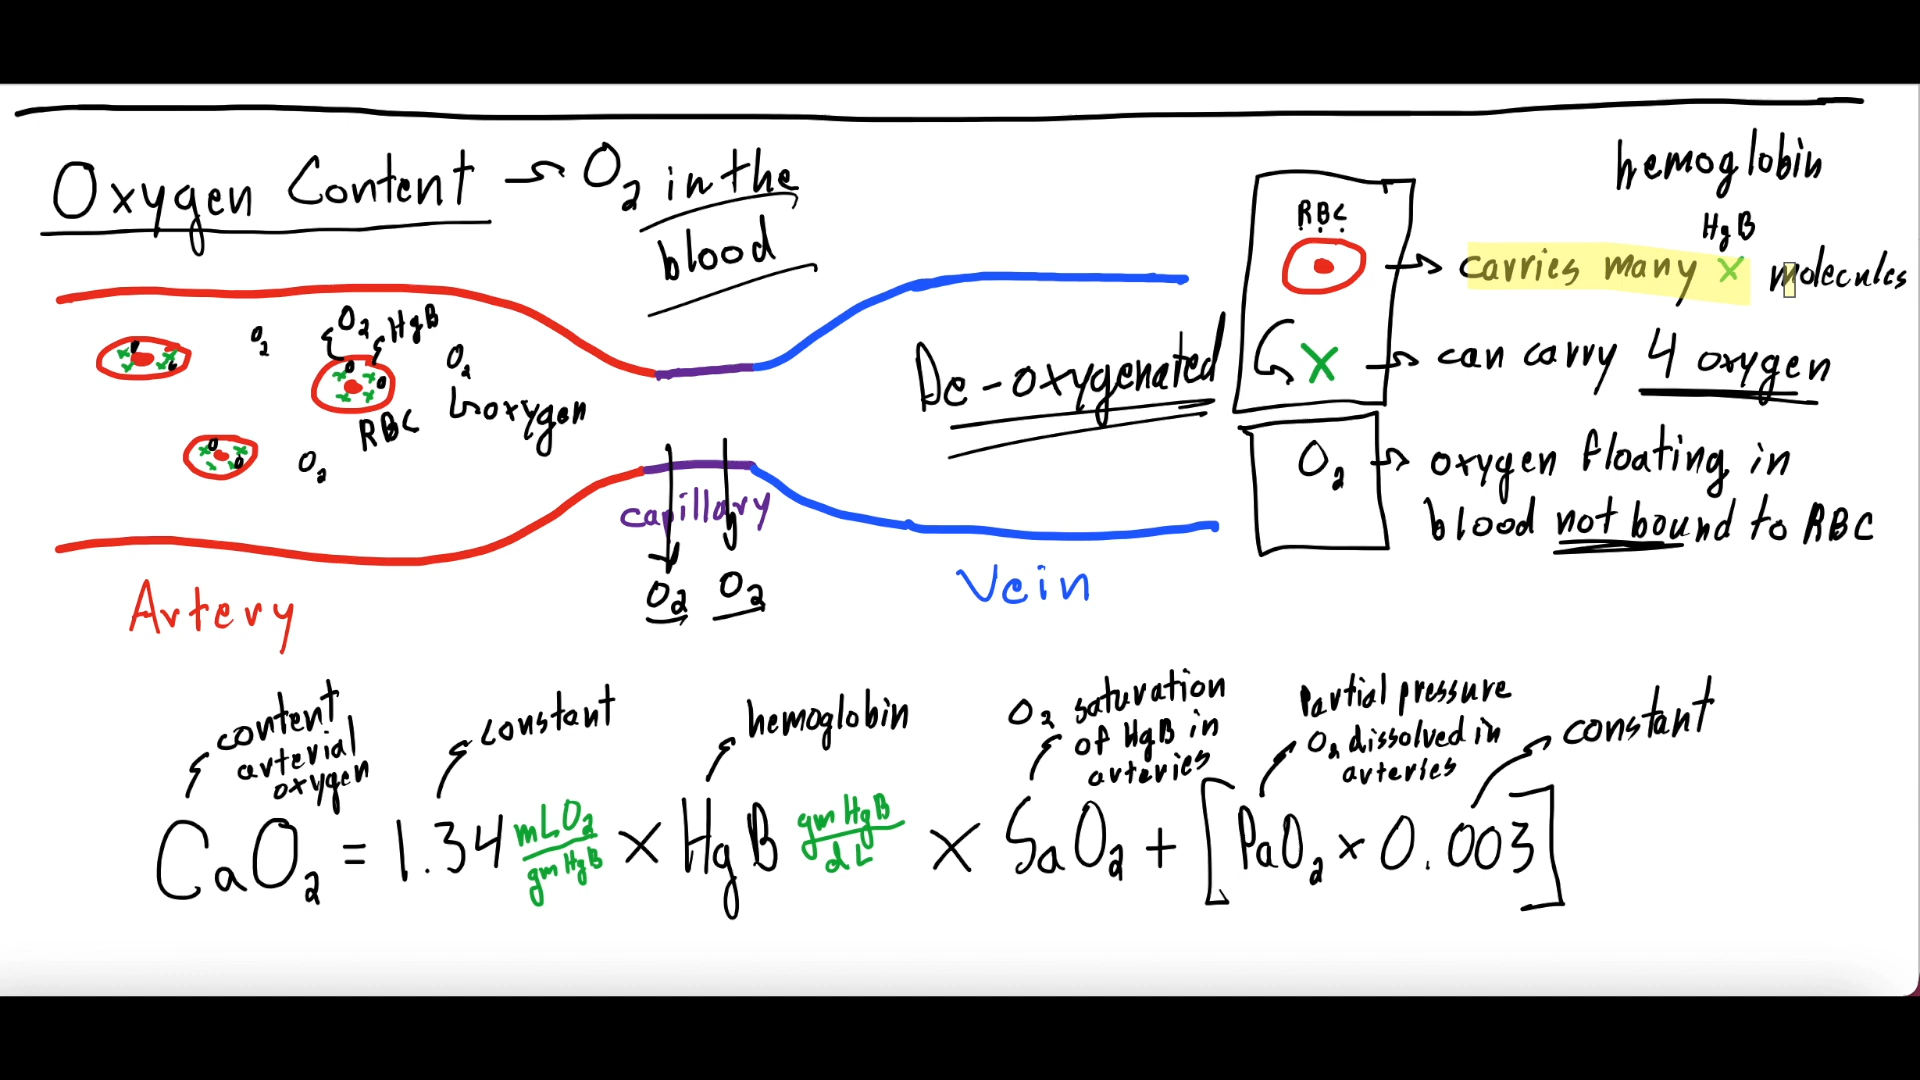 Oxygen Content → O2 in the
blood
hemoglobin
HgB
RBC
carries many x molecules
X → can carry 4 oxygen
O2 → oxygen floating in
blood not bound to RBC
O2
O2
HgB
O2
↳ oxygen
RBC
O2
De-oxygenated
capillary
O2 O2
Artery
Vein
content
arterial
oxygen
constant
hemoglobin
O2 saturation
of HgB in
arteries
Partial pressure
O2 dissolved in
arteries
constant
CaO2 = 1.34 mLO2/gm HgB × HgB gm HgB/dL × SaO2 + [PaO2 × 0.003]